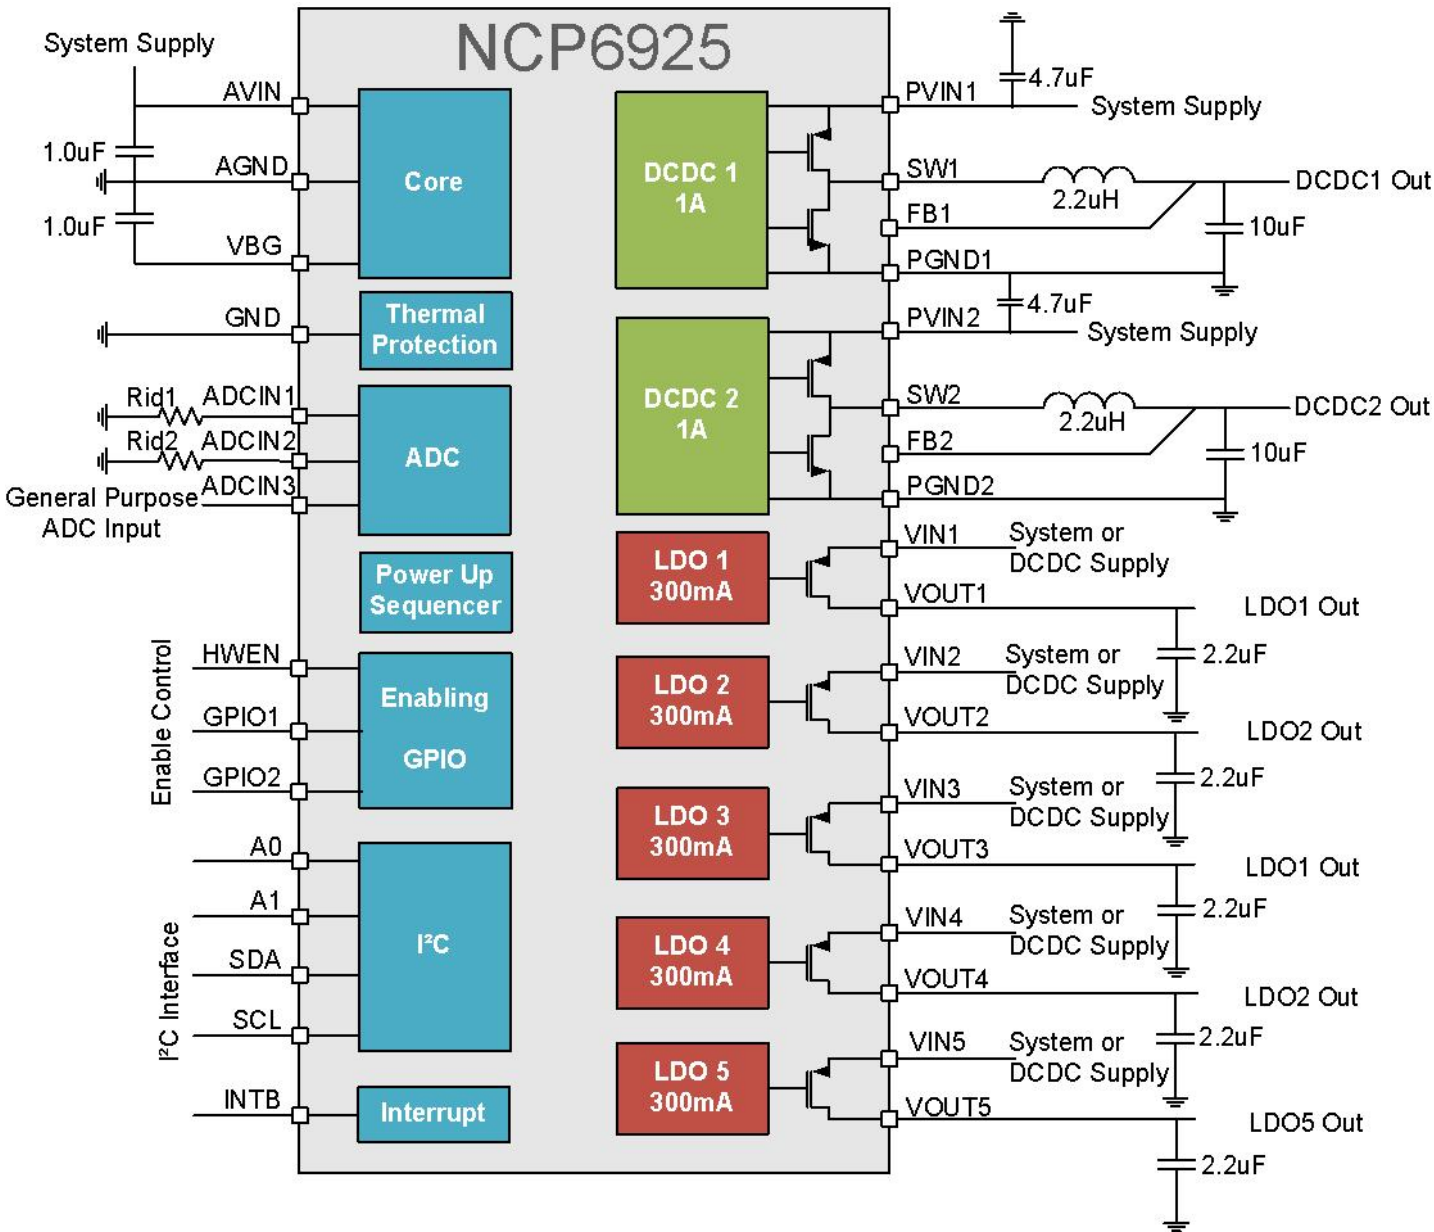 NCP6925
System Supply
AVIN
1.0uF
AGND
1.0uF
VBG
Core
GND
Thermal
Protection
Rid1
ADCIN1
Rid2
ADCIN2
ADCIN3
General Purpose
ADC Input
ADC
Power Up
Sequencer
Enable Control
HWEN
GPIO1
GPIO2
Enabling
GPIO
I²C Interface
A0
A1
SDA
SCL
I²C
INTB
Interrupt
DCDC 1
1A
PVIN1
4.7uF
System Supply
SW1
2.2uH
DCDC1 Out
FB1
10uF
PGND1
4.7uF
DCDC 2
1A
PVIN2
System Supply
SW2
2.2uH
DCDC2 Out
FB2
10uF
PGND2
LDO 1
300mA
VIN1
System or
DCDC Supply
VOUT1
LDO1 Out
2.2uF
LDO 2
300mA
VIN2
System or
DCDC Supply
VOUT2
LDO2 Out
2.2uF
LDO 3
300mA
VIN3
System or
DCDC Supply
VOUT3
LDO1 Out
2.2uF
LDO 4
300mA
VIN4
System or
DCDC Supply
VOUT4
LDO2 Out
2.2uF
LDO 5
300mA
VIN5
System or
DCDC Supply
VOUT5
LDO5 Out
2.2uF